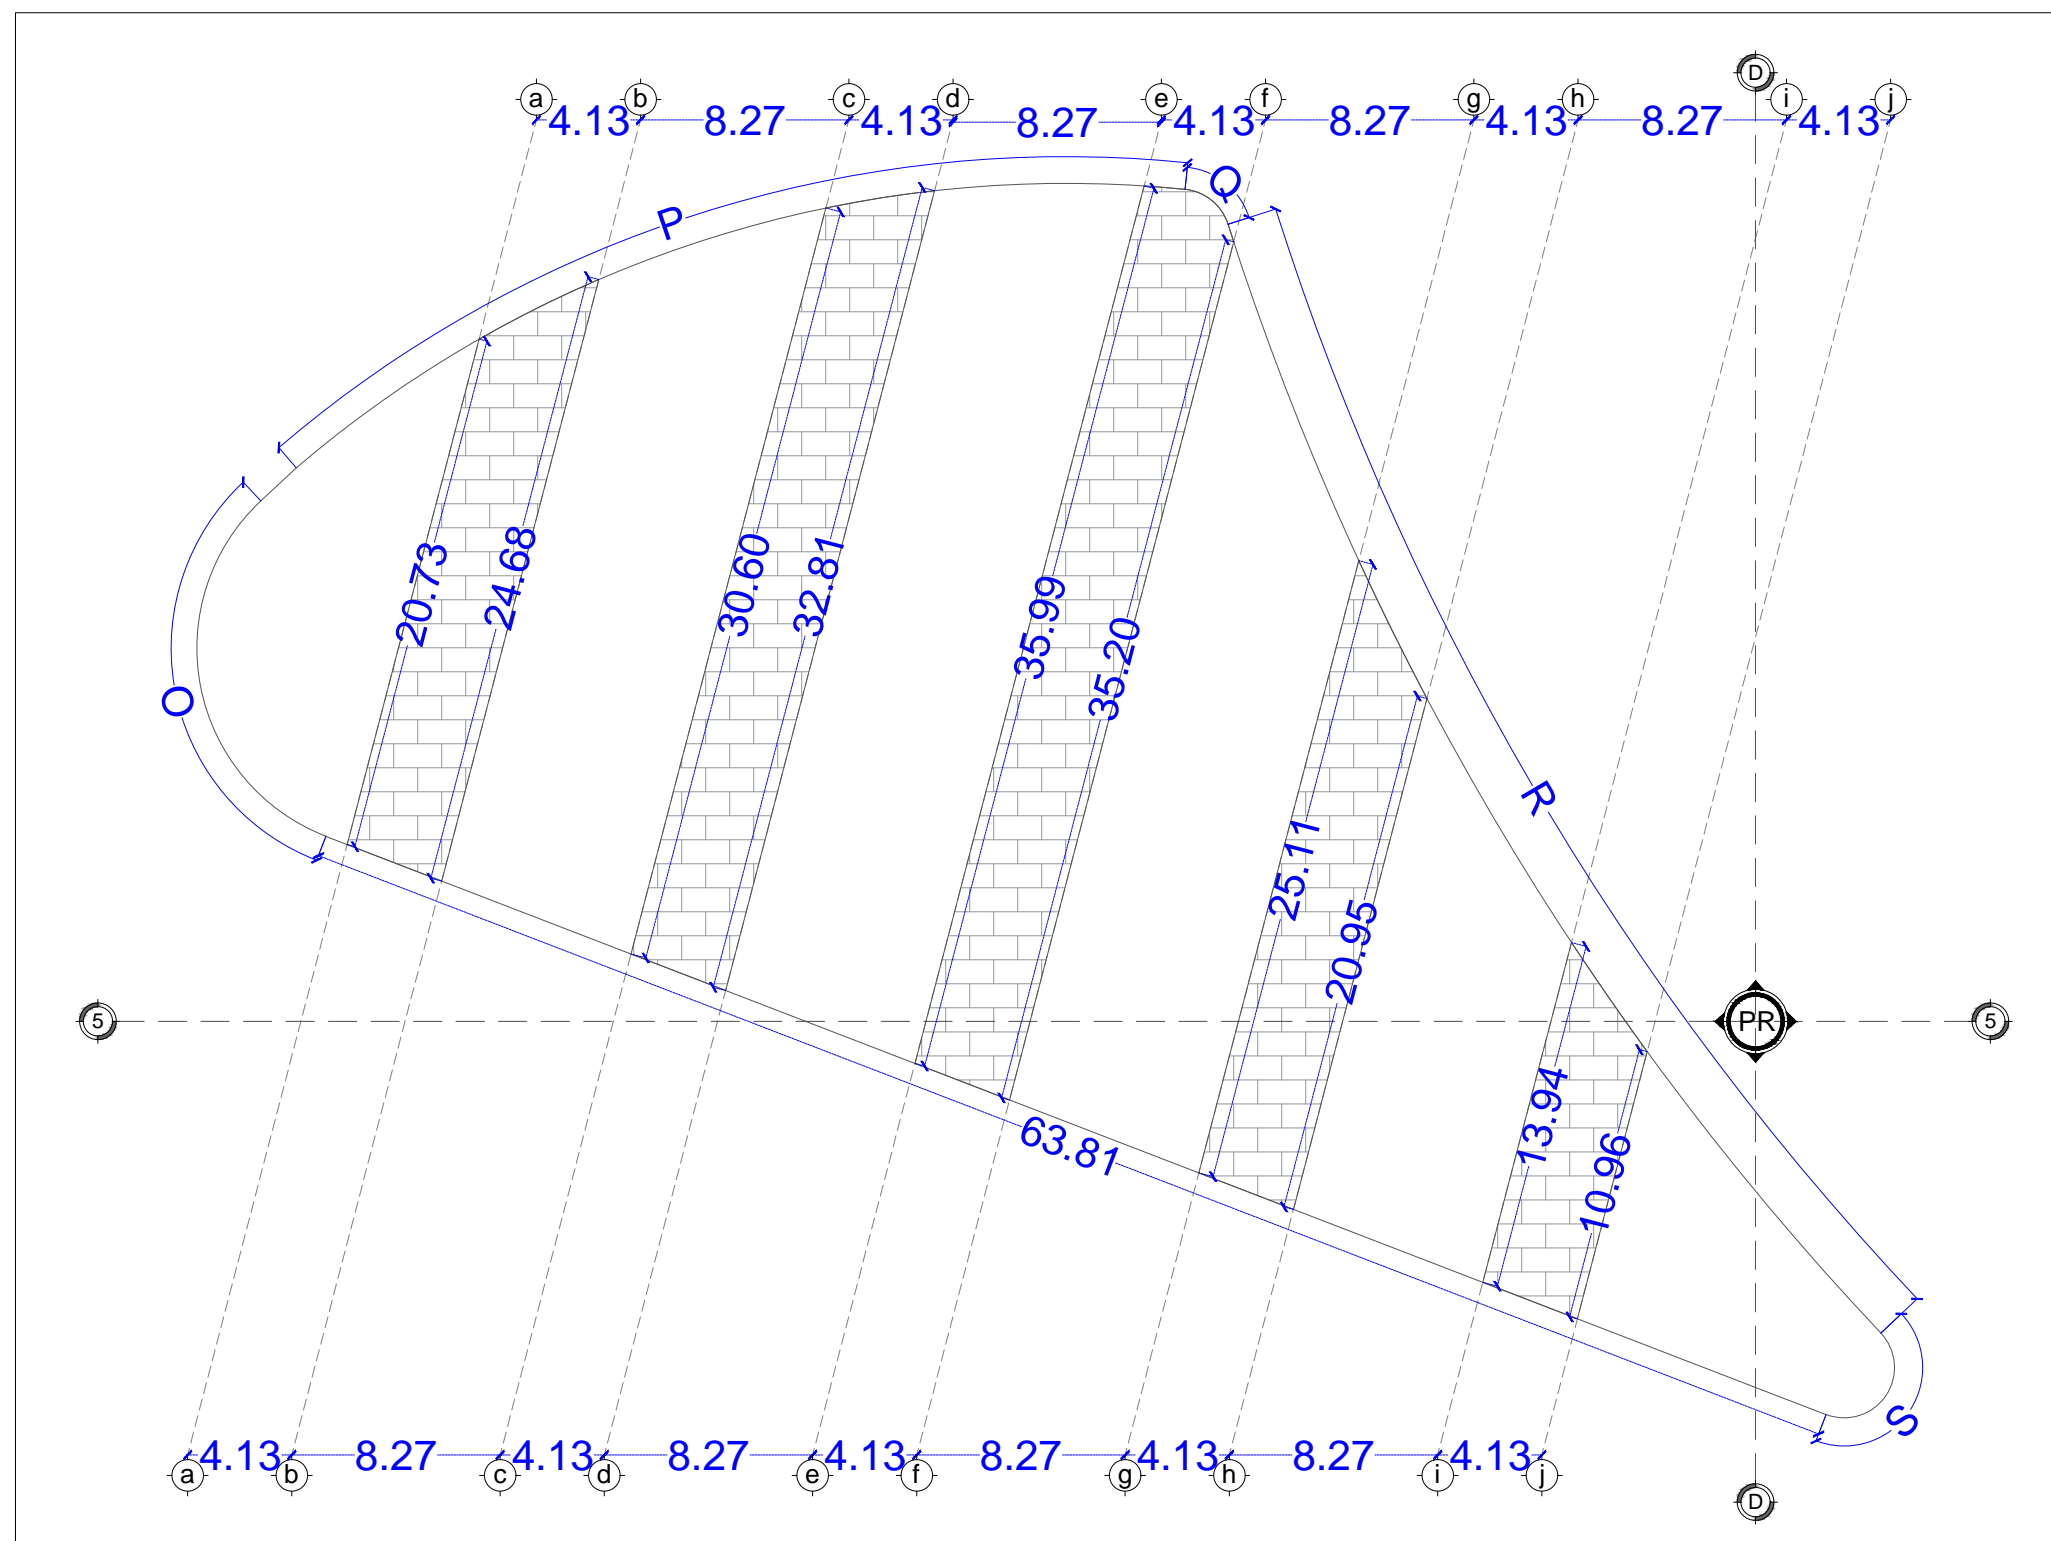 D
a b c d e f g h i j
4.13 8.27 4.13 8.27 4.13 8.27 4.13 8.27 4.13
P
Q
20.73
24.68
30.60
32.81
35.99
35.20
O
R
25.11
20.95
5 PR 5
13.94
10.96
63.81
S
4.13 8.27 4.13 8.27 4.13 8.27 4.13 8.27 4.13
a b c d e f g h i j
D